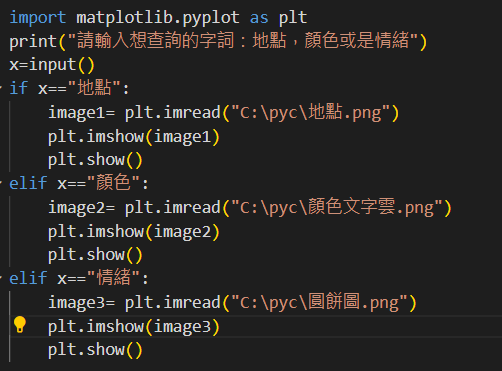 import matplotlib.pyplot as plt
print("請輸入想查詢的字詞：地點，顏色或是情緒")
x=input()
if x=="地點":
    image1= plt.imread("C:\pyc\地點.png")
    plt.imshow(image1)
    plt.show()
elif x=="顏色":
    image2= plt.imread("C:\pyc\顏色文字雲.png")
    plt.imshow(image2)
    plt.show()
elif x=="情緒":
    image3= plt.imread("C:\pyc\圓餅圖.png")
    plt.imshow(image3)
    plt.show()